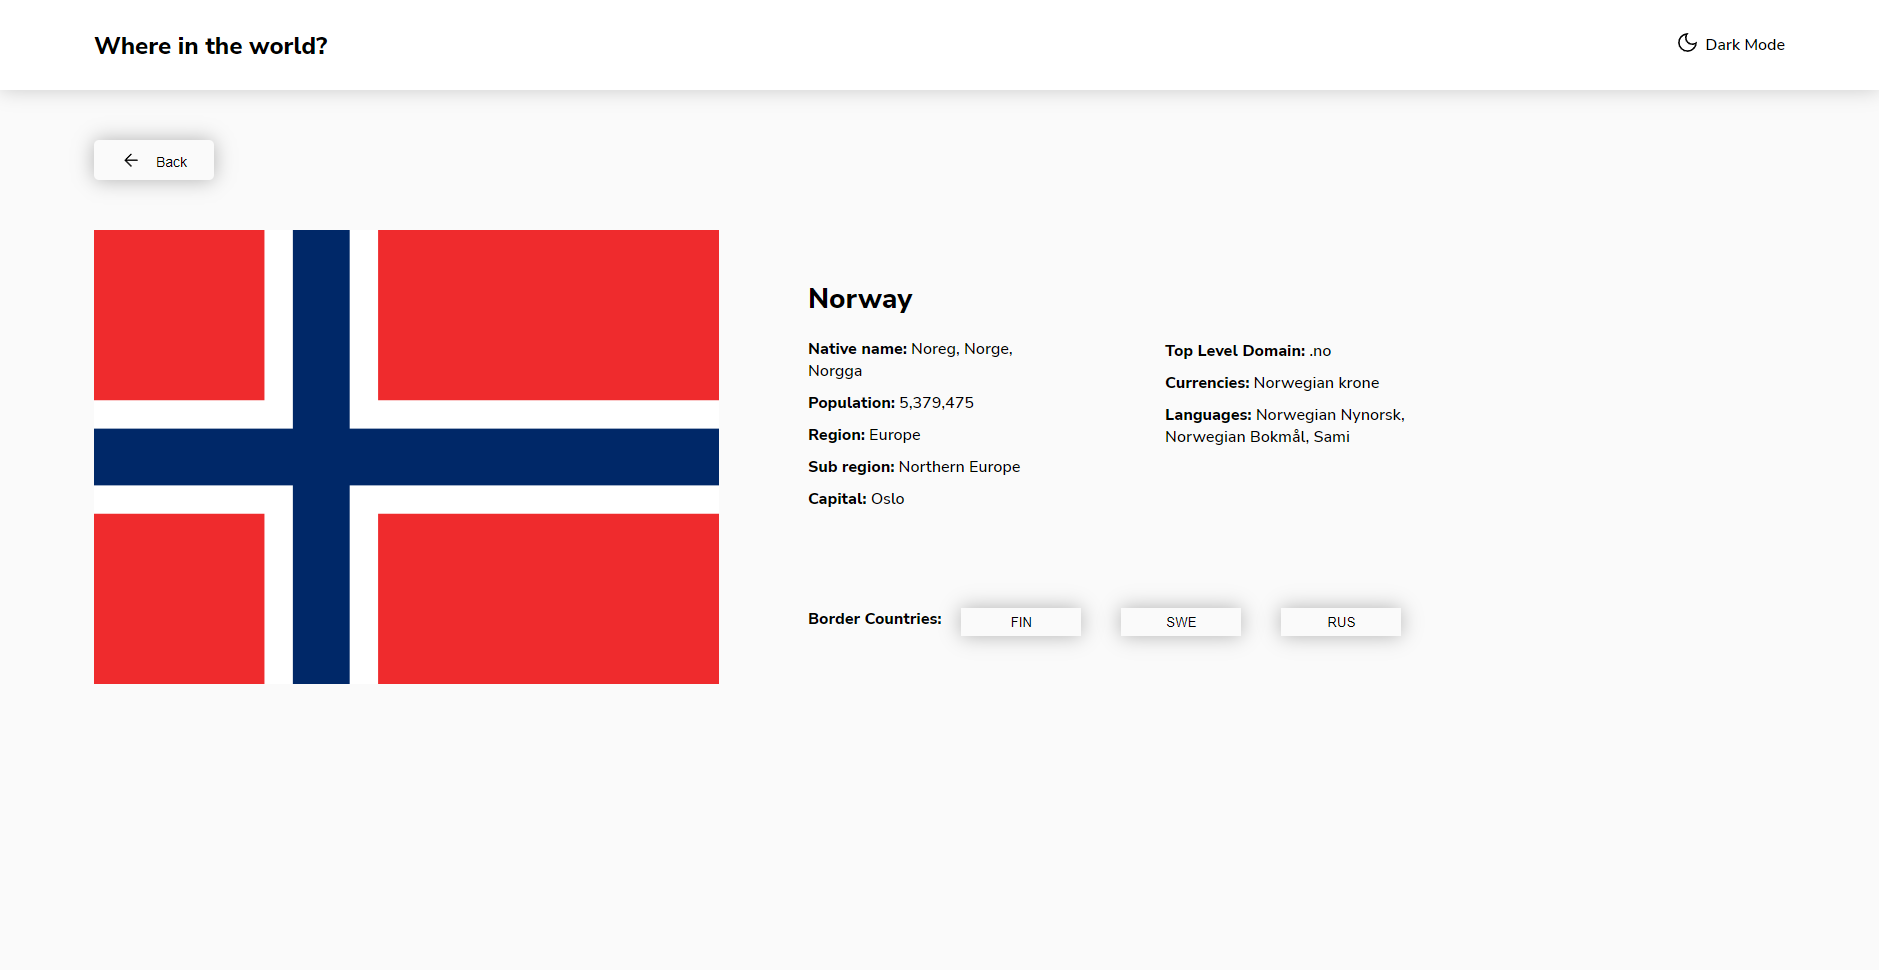 Where in the world?
Dark Mode
Back
Norway
Native name: Noreg, Norge,
Norgga
Population: 5,379,475
Region: Europe
Sub region: Northern Europe
Capital: Oslo
Top Level Domain: .no
Currencies: Norwegian krone
Languages: Norwegian Nynorsk,
Norwegian Bokmål, Sami
Border Countries: FIN SWE RUS